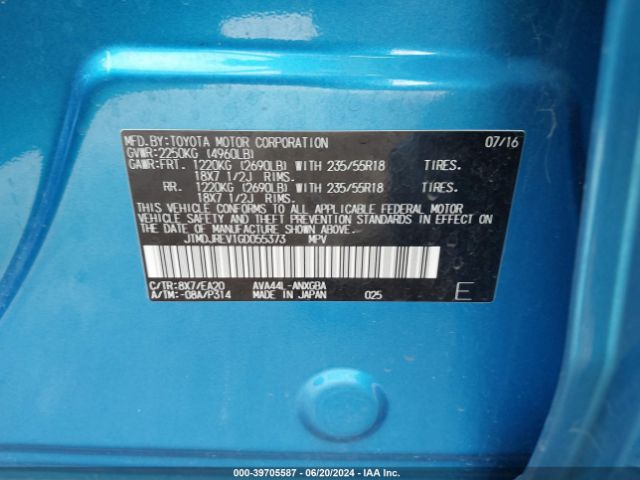 MFD.BY:TOYOTA MOTOR CORPORATION 07/16
GVWR:2250KG (4960LB)
GAWR:FRT. 1220KG (2690LB) WITH 235/55R18 TIRES.
18X7 1/2J RIMS.
RR. 1220KG (2690LB) WITH 235/55R18 TIRES.
18X7 1/2J RIMS.
THIS VEHICLE CONFORMS TO ALL APPLICABLE FEDERAL MOTOR
VEHICLE SAFETY AND THEFT PREVENTION STANDARDS IN EFFECT ON
THE DATE OF MANUFACTURE SHOWN ABOVE.
JTMDJREV1GD055373 MPV
C/TR:8X7/EA20 AVA44L-ANXGBA
A/TM:-08A/P314 MADE IN JAPAN 025 E
000-39705587 - 06/20/2024 - IAA Inc.